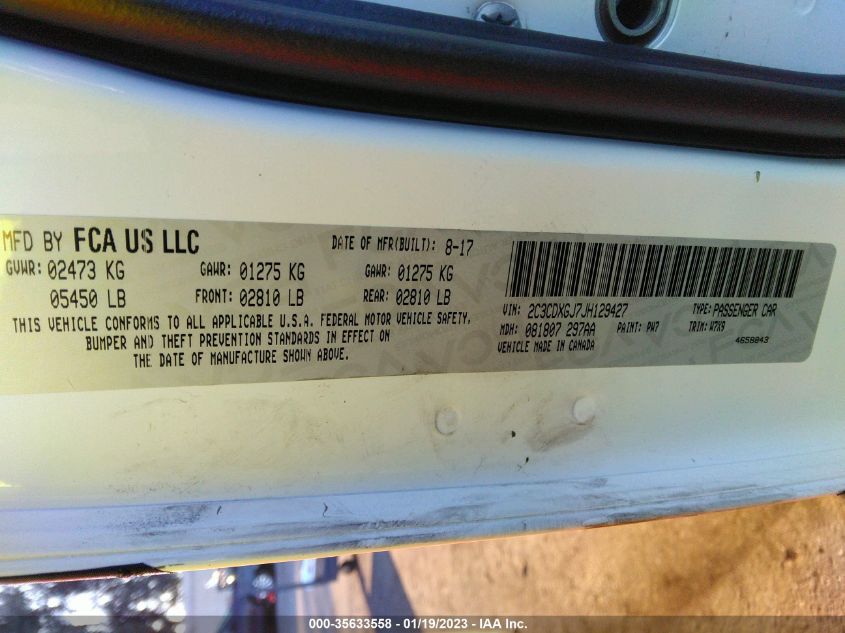 MFD BY FCA US LLC
DATE OF MFR(BUILT): 8-17
GVWR: 02473 KG GAWR: 01275 KG GAWR: 01275 KG
05450 LB FRONT: 02810 LB REAR: 02810 LB
THIS VEHICLE CONFORMS TO ALL APPLICABLE U.S.A. FEDERAL MOTOR VEHICLE SAFETY,
BUMPER AND THEFT PREVENTION STANDARDS IN EFFECT ON
THE DATE OF MANUFACTURE SHOWN ABOVE.
VIN: 2C3CDXGJ7JH129427 TYPE: PASSENGER CAR
MDH: 081807 297AA PAINT: PW7 TRIM: W7X9
VEHICLE MADE IN CANADA 4658843
000-35633558 - 01/19/2023 - IAA Inc.